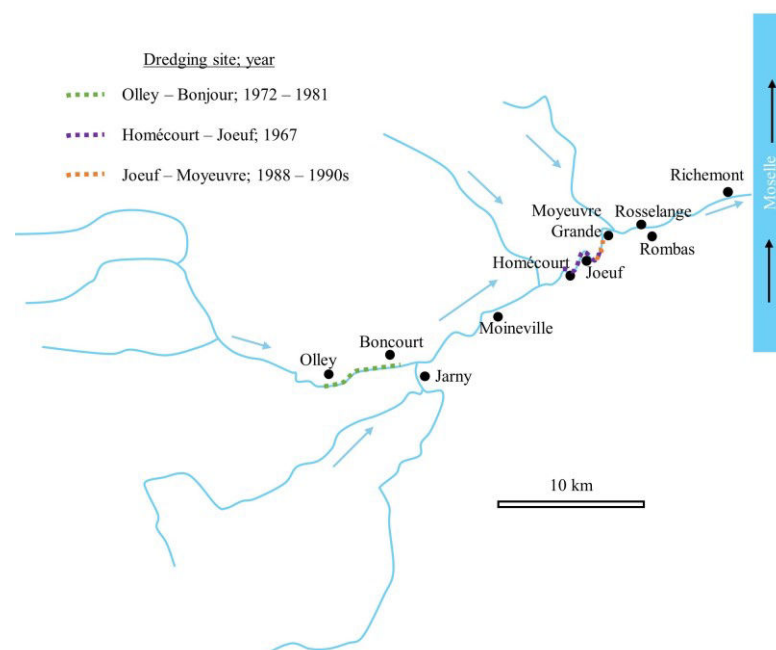 Dredging site; year
Olley – Bonjour; 1972 – 1981
Homécourt – Joeuf; 1967
Joeuf – Moyeuvre; 1988 – 1990s
Moselle
Richemont
Moyeuvre
Grande
Rosselange
Rombas
Homécourt
Joeuf
Moineville
Boncourt
Olley
Jarny
10 km